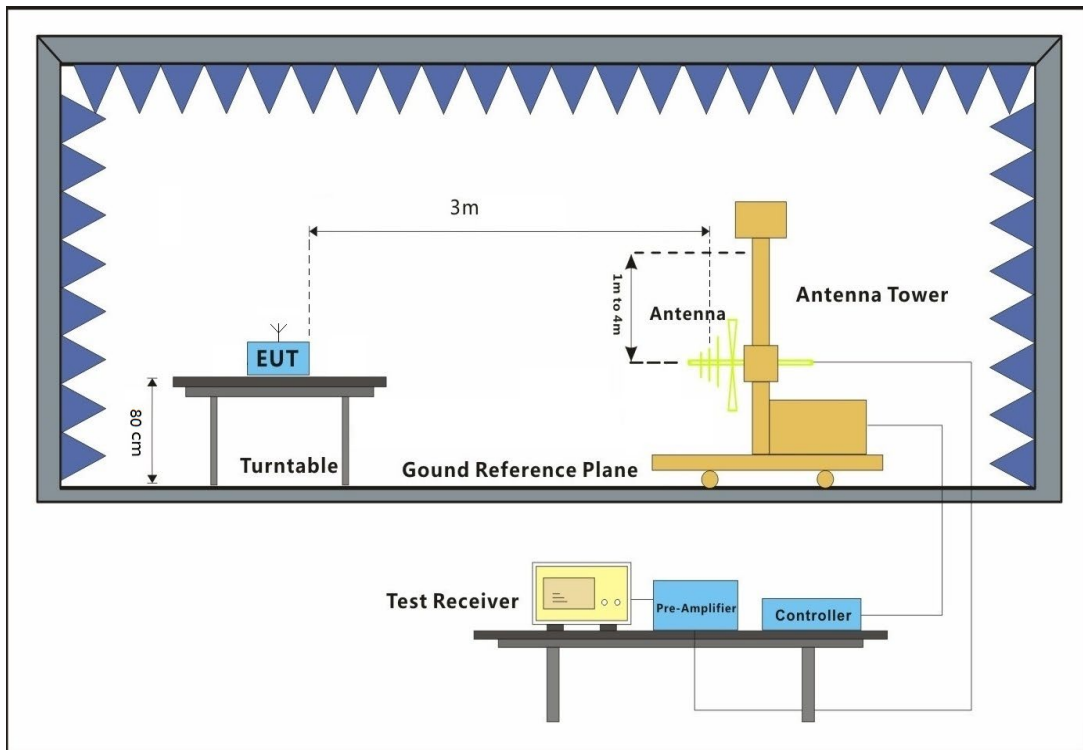 3m
1m to 4m
Antenna
Antenna Tower
EUT
80 cm
Turntable
Gound Reference Plane
Test Receiver
Pre-Amplifier
Controller